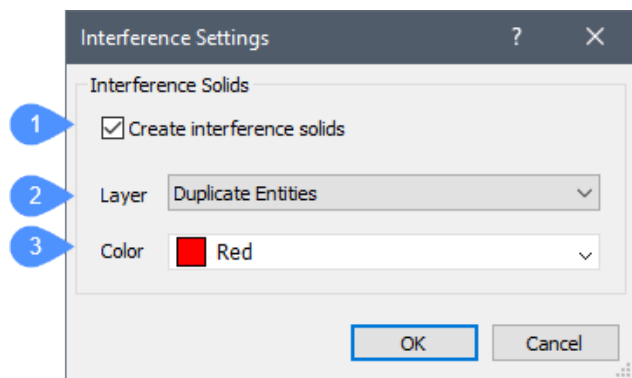 Interference Settings ?
Interference Solids
1 Create interference solids
2 Layer Duplicate Entities
3 Color Red
OK Cancel